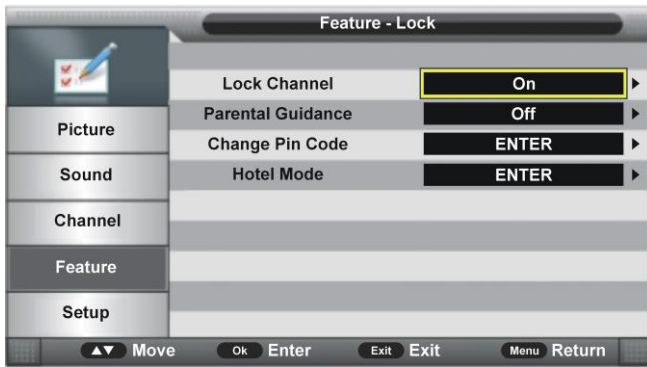 Feature - Lock
Lock Channel On
Parental Guidance Off
Change Pin Code ENTER
Hotel Mode ENTER
Picture
Sound
Channel
Feature
Setup
▲▼ Move Ok Enter Exit Exit Menu Return